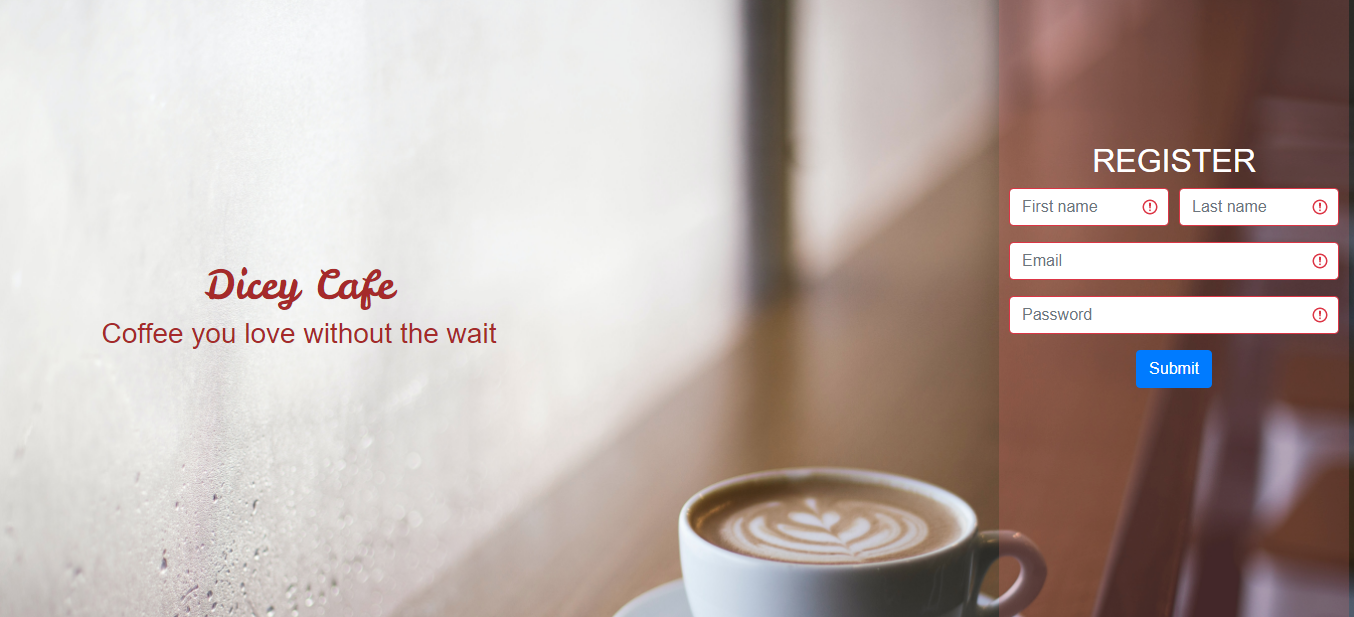 Dicey Cafe
Coffee you love without the wait
REGISTER
First name
Last name
Email
Password
Submit